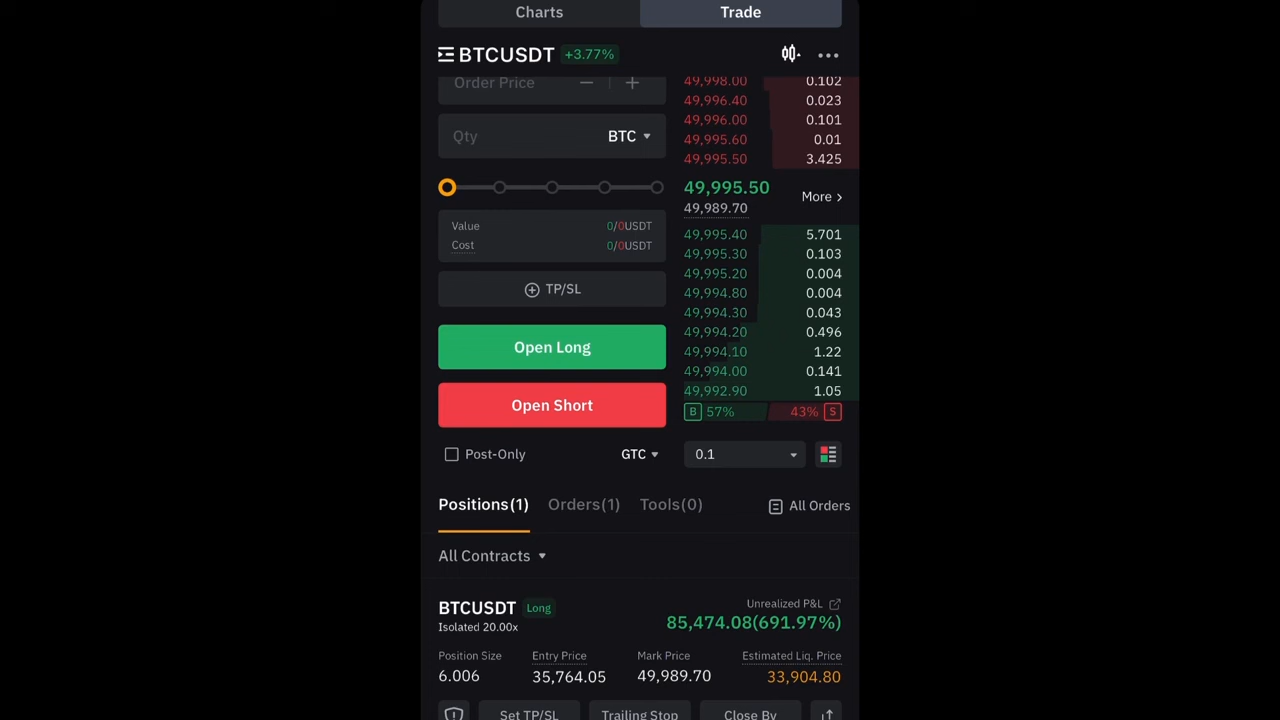 Charts Trade
BTCUSDT +3.77%
Order Price
Qty BTC
Value 0/0USDT
Cost 0/0USDT
TP/SL
Open Long
Open Short
Post-Only GTC
49,998.00 0.102
49,996.40 0.023
49,996.00 0.101
49,995.60 0.01
49,995.50 3.425
49,995.50
49,989.70
More
49,995.40 5.701
49,995.30 0.103
49,995.20 0.004
49,994.80 0.004
49,994.30 0.043
49,994.20 0.496
49,994.10 1.22
49,994.00 0.141
49,992.90 1.05
B 57% 43% S
0.1
Positions(1) Orders(1) Tools(0) All Orders
All Contracts
BTCUSDT Long
Isolated 20.00x
Unrealized P&L
85,474.08(691.97%)
Position Size Entry Price Mark Price Estimated Liq. Price
6.006 35,764.05 49,989.70 33,904.80
Set TP/SL Trailing Stop Close By